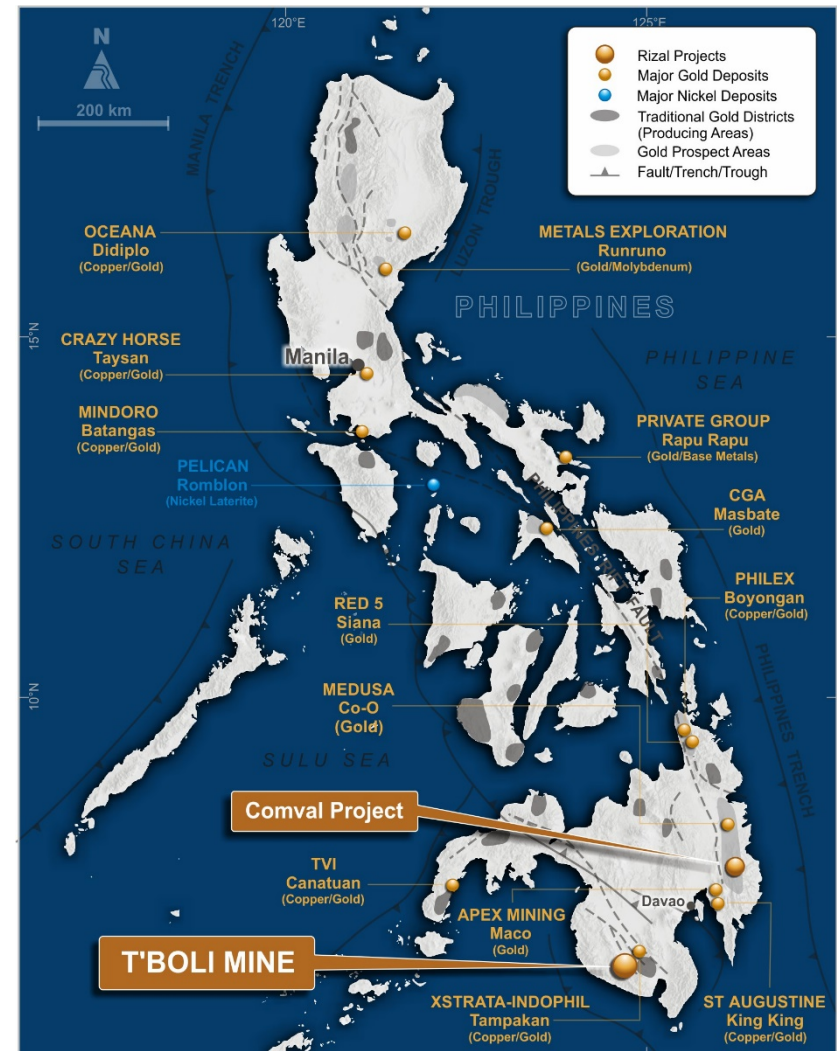 120°E
125°E
N
200 km
Rizal Projects
Major Gold Deposits
Major Nickel Deposits
Traditional Gold Districts
(Producing Areas)
Gold Prospect Areas
Fault/Trench/Trough
MANILA TRENCH
LUZON TROUGH
OCEANA
Didiplo
(Copper/Gold)
METALS EXPLORATION
Runruno
(Gold/Molybdenum)
PHILIPPINES
15°N
CRAZY HORSE
Taysan
(Copper/Gold)
Manila
PHILIPPINE
SEA
MINDORO
Batangas
(Copper/Gold)
PRIVATE GROUP
Rapu Rapu
(Gold/Base Metals)
PELICAN
Romblon
(Nickel Laterite)
PHILIPPINES RIFT FAULT
CGA
Masbate
(Gold)
SOUTH CHINA
SEA
PHILEX
Boyongan
(Copper/Gold)
RED 5
Siana
(Gold)
PHILIPPINES TRENCH
10°N
MEDUSA
Co-O
(Gold)
SULU SEA
Comval Project
TVI
Canatuan
(Copper/Gold)
Davao
APEX MINING
Maco
(Gold)
T'BOLI MINE
XSTRATA-INDOPHIL
Tampakan
(Copper/Gold)
ST AUGUSTINE
King King
(Copper/Gold)